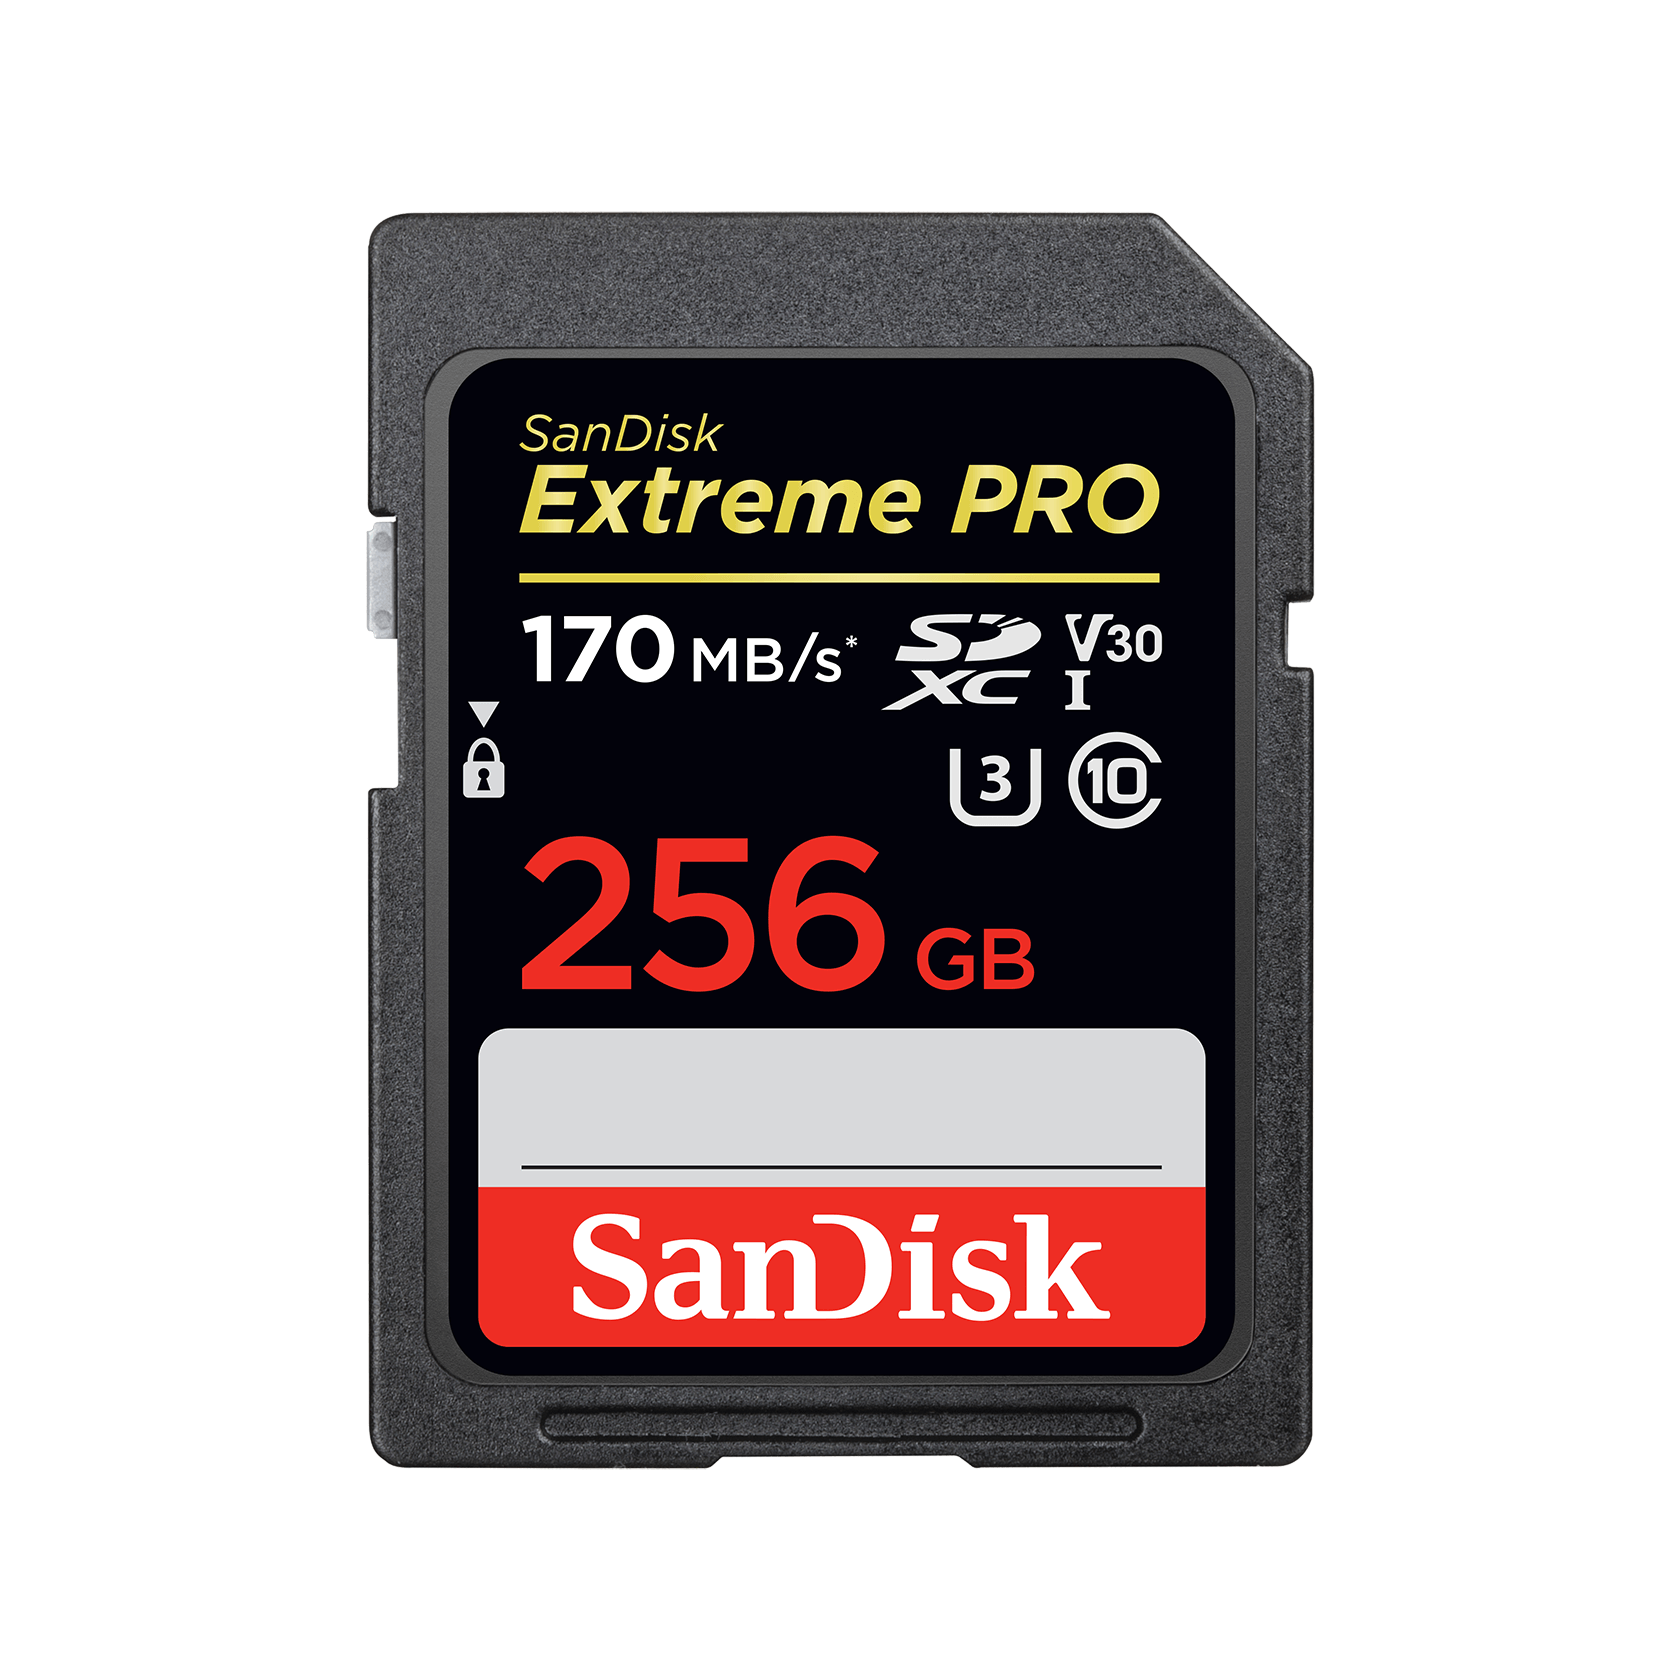 SanDisk
Extreme PRO
170 MB/s* SD XC V30 I
3 10
256 GB
SanDisk